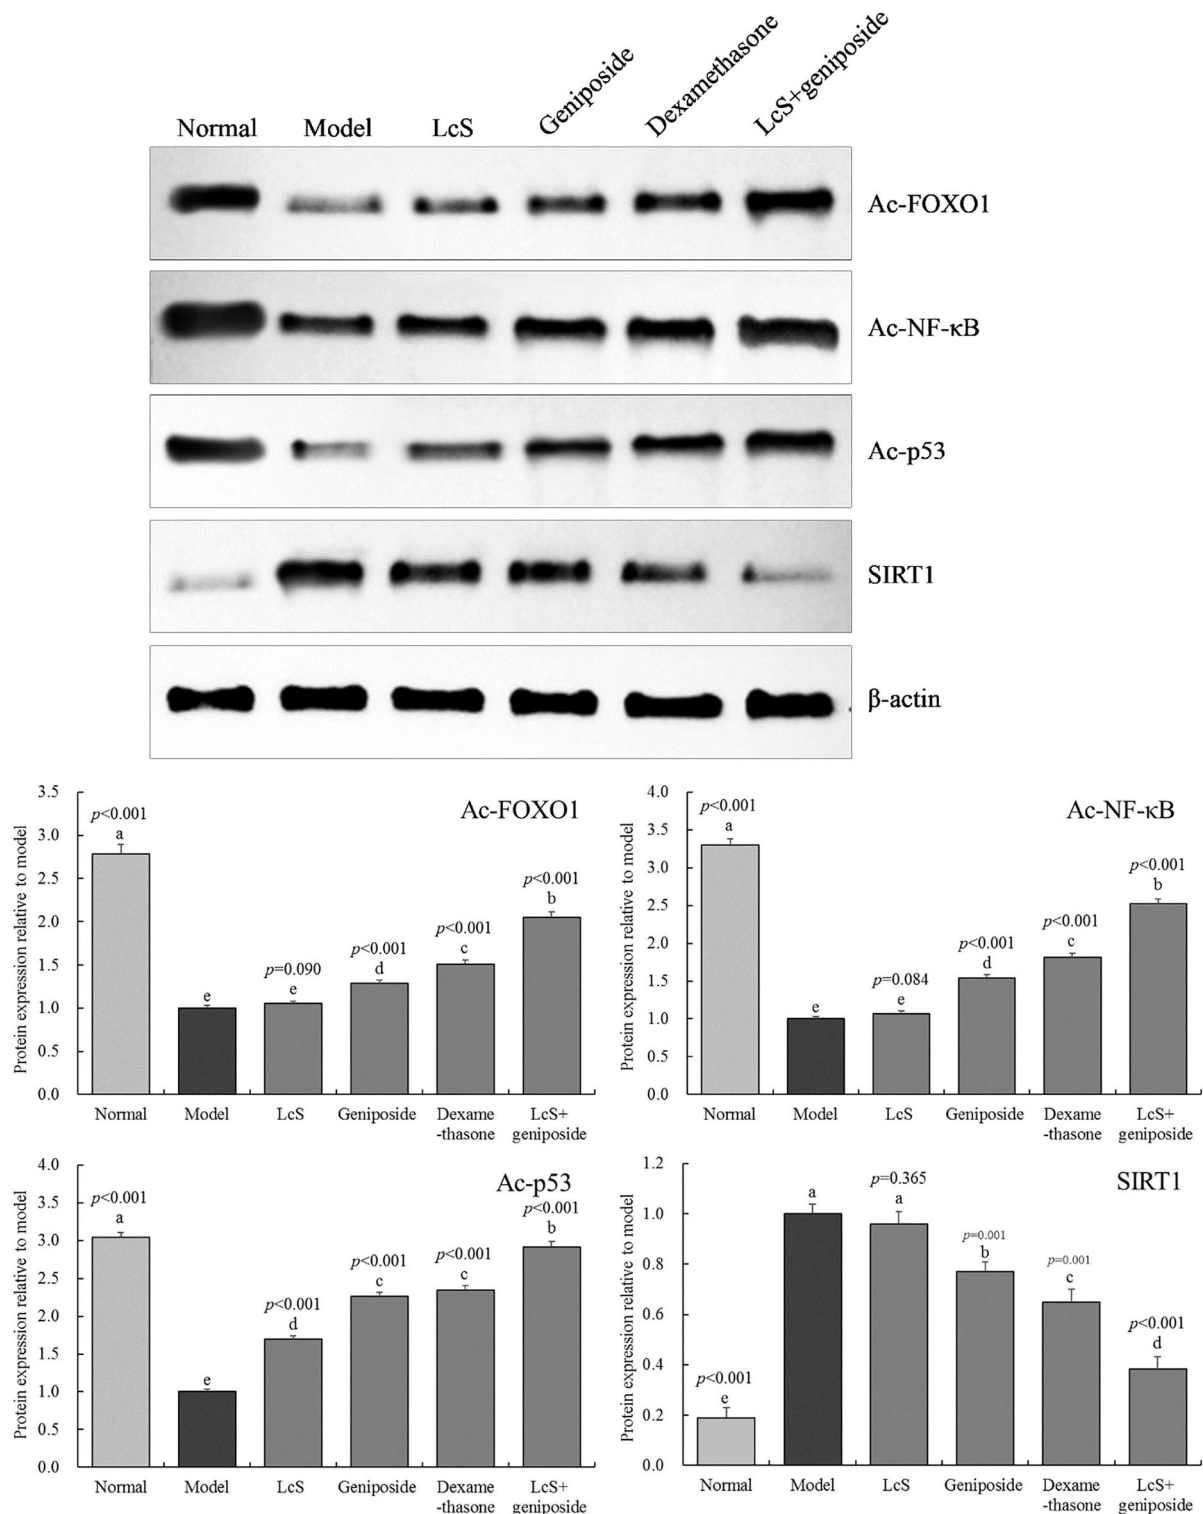 Normal Model LcS Geniposide Dexamethasone LcS+geniposide
Ac-FOXO1
Ac-NF-κB
Ac-p53
SIRT1
β-actin
Ac-FOXO1
Protein expression relative to model
3.5
3.0
2.5
2.0
1.5
1.0
0.5
0.0
p<0.001
a
e
p=0.090
e
p<0.001
d
p<0.001
c
p<0.001
b
Normal Model LcS Geniposide Dexame LcS+
-thasone geniposide
Ac-NF-κB
Protein expression relative to model
4.0
3.5
3.0
2.5
2.0
1.5
1.0
0.5
0.0
p<0.001
a
e
p=0.084
e
p<0.001
d
p<0.001
c
p<0.001
b
Normal Model LcS Geniposide Dexame LcS+
-thasone geniposide
Ac-p53
Protein expression relative to model
4.0
3.5
3.0
2.5
2.0
1.5
1.0
0.5
0.0
p<0.001
a
e
p<0.001
d
p<0.001
c
p<0.001
c
p<0.001
b
Normal Model LcS Geniposide Dexame LcS+
-thasone geniposide
SIRT1
Protein expression relative to model
1.2
1.0
0.8
0.6
0.4
0.2
0.0
p<0.001
e
a
p=0.365
a
p=0.001
b
p=0.001
c
p<0.001
d
Normal Model LcS Geniposide Dexame LcS+
-thasone geniposide